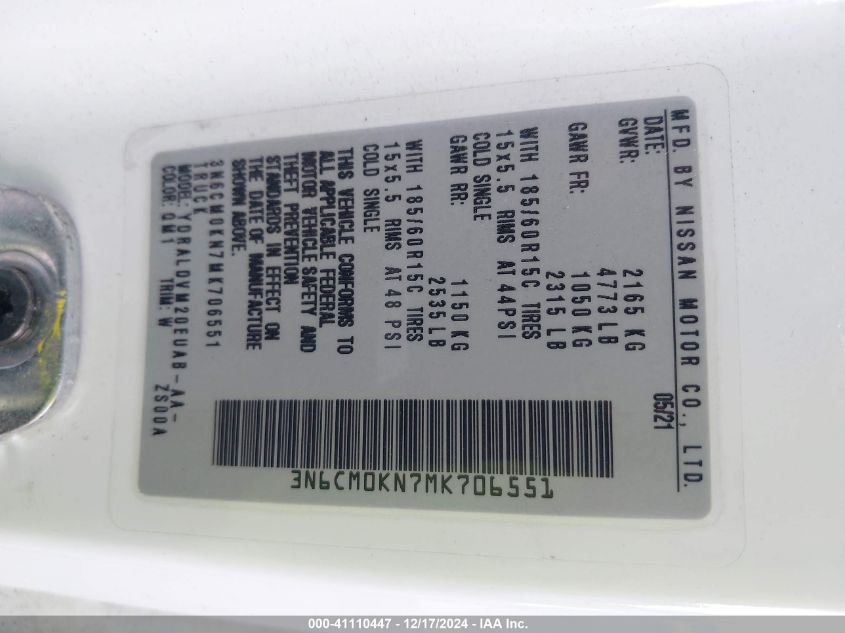 MFD. BY NISSAN MOTOR CO., LTD.
DATE: 05/21
GVWR: 2165 KG
4773 LB
GAWR FR: 1050 KG
2315 LB
WITH 185/60R15C TIRES
15x5.5 RIMS AT 44PSI
COLD SINGLE
GAWR RR: 1150 KG
2535 LB
WITH 185/60R15C TIRES
15x5.5 RIMS AT 48 PSI
COLD SINGLE
THIS VEHICLE CONFORMS TO
ALL APPLICABLE FEDERAL
MOTOR VEHICLE SAFETY AND
THEFT PREVENTION
STANDARDS IN EFFECT ON
THE DATE OF MANUFACTURE
SHOWN ABOVE.
3N6CM0KN7MK706551
TRUCK
MODEL: YDRALDVM20EUAB-AA-
COLOR: QM1 TRIM: W ZS00A
3N6CM0KN7MK706551
000-41110447 - 12/17/2024 - IAA Inc.